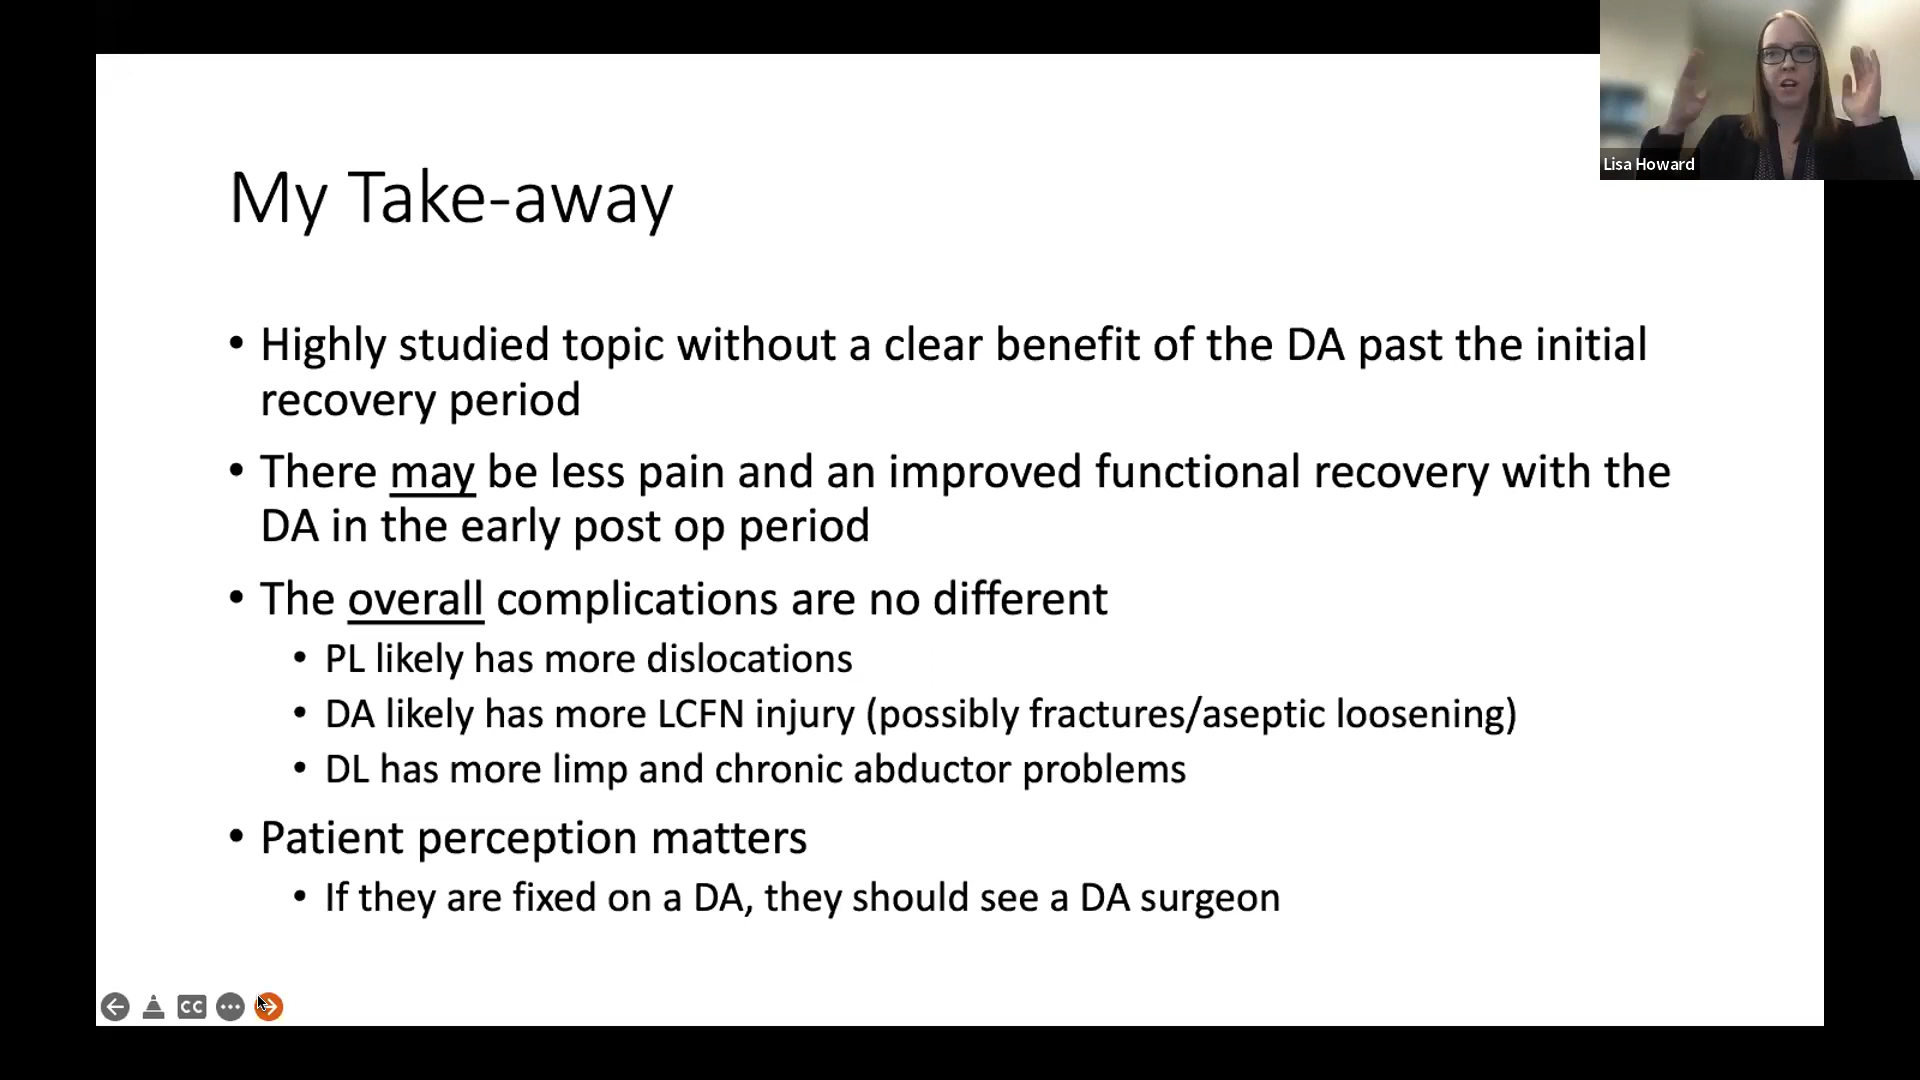 Lisa Howard
My Take-away
• Highly studied topic without a clear benefit of the DA past the initial
recovery period
• There may be less pain and an improved functional recovery with the
DA in the early post op period
• The overall complications are no different
• PL likely has more dislocations
• DA likely has more LCFN injury (possibly fractures/aseptic loosening)
• DL has more limp and chronic abductor problems
• Patient perception matters
• If they are fixed on a DA, they should see a DA surgeon
CC